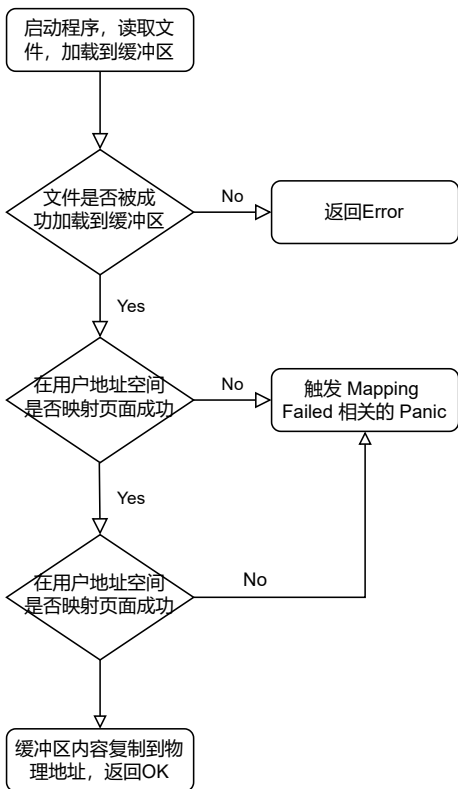 启动程序，读取文
件，加载到缓冲区
文件是否被成
功加载到缓冲区
No
返回Error
Yes
在用户地址空间
是否映射页面成功
No
触发 Mapping
Failed 相关的 Panic
Yes
在用户地址空间
是否映射页面成功
No
缓冲区内容复制到物
理地址，返回OK